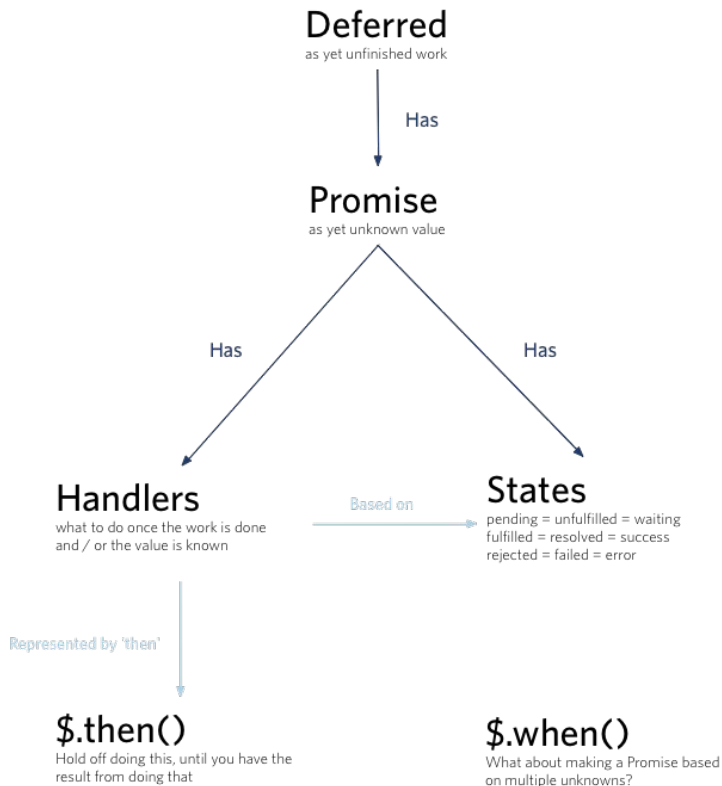 Deferred
as yet unfinished work
Has
Promise
as yet unknown value
Has
Has
Handlers
what to do once the work is done
and / or the value is known
Based on
States
pending = unfulfilled = waiting
fulfilled = resolved = success
rejected = failed = error
Represented by 'then'
$.then()
Hold off doing this, until you have the
result from doing that
$.when()
What about making a Promise based
on multiple unknowns?